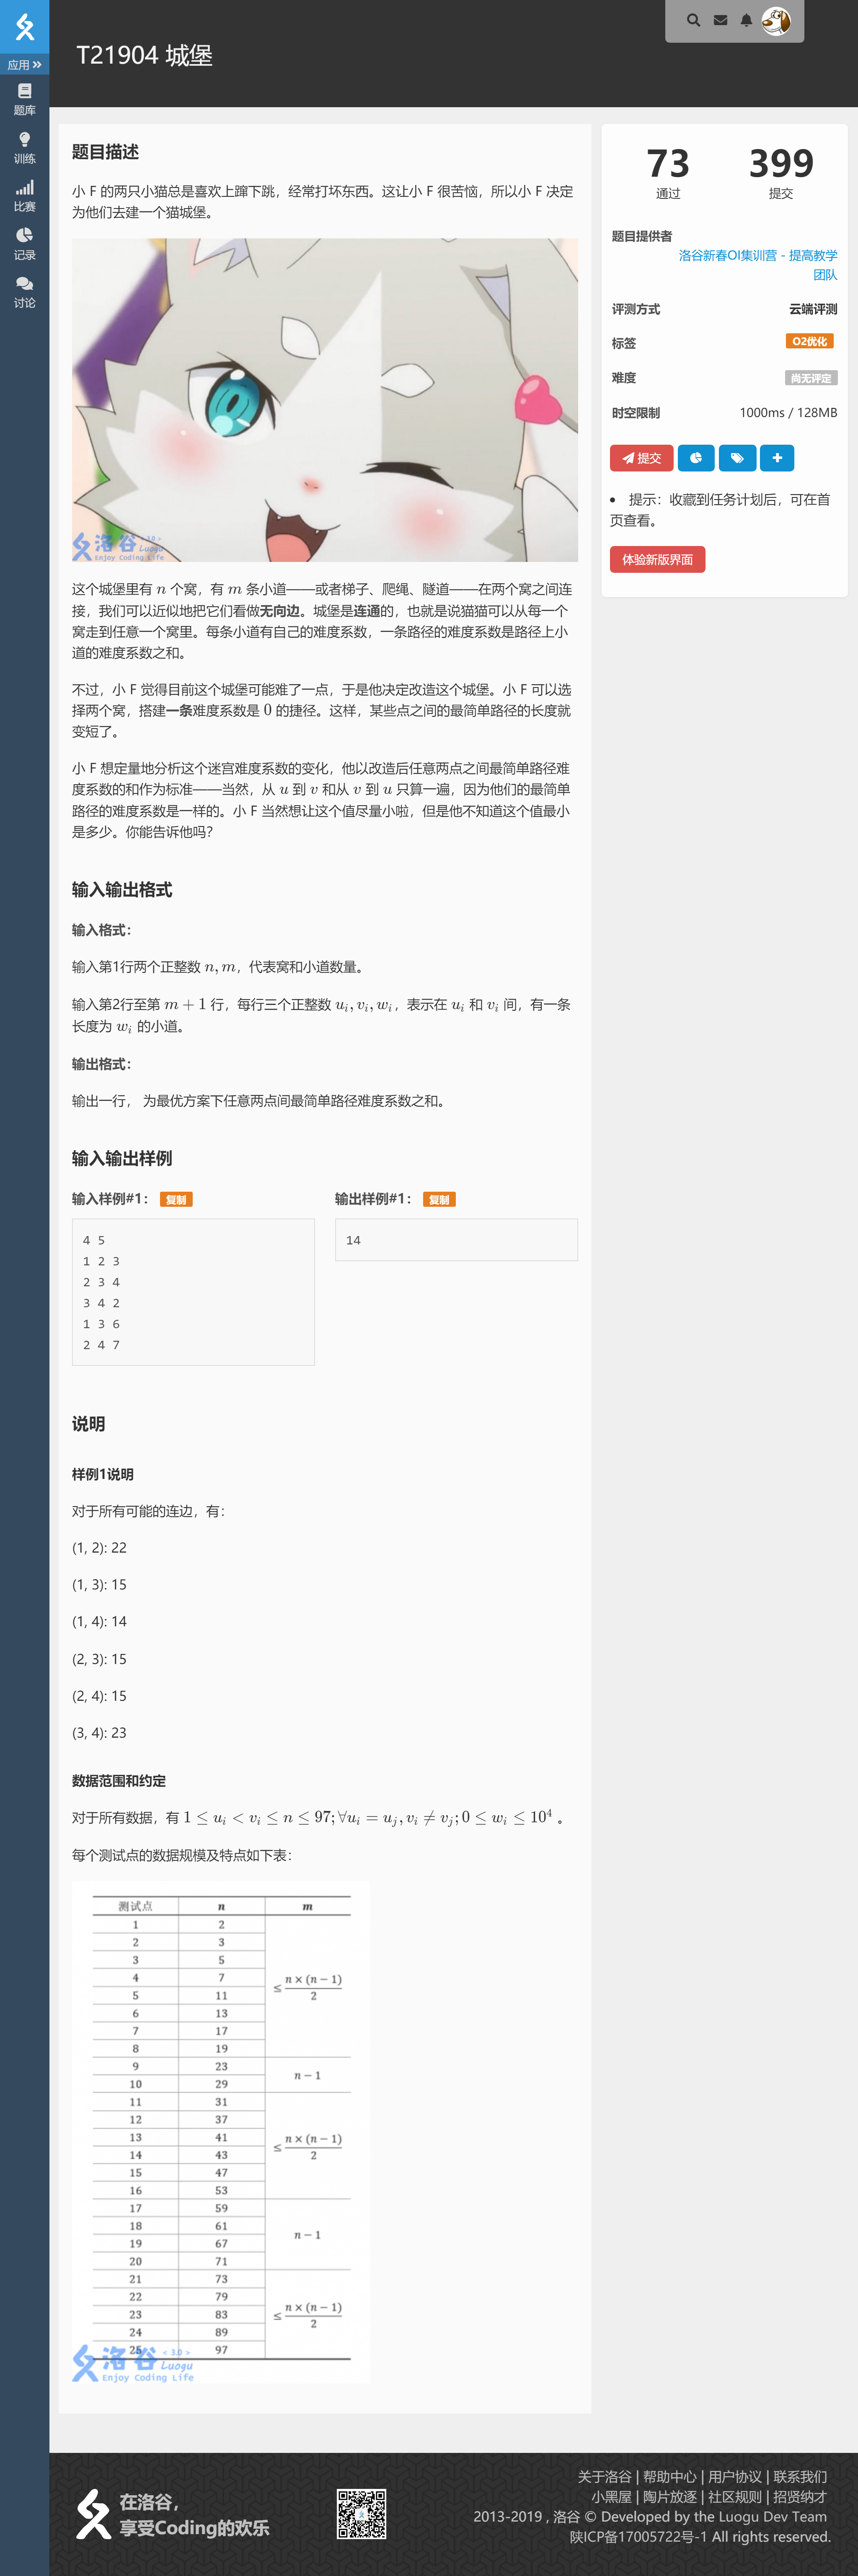 T21904 城堡
应用
题库
训练
比赛
记录
讨论
题目描述
小 F 的两只小猫总是喜欢上蹿下跳，经常打坏东西。这让小 F 很苦恼，所以小 F 决定
为他们去建一个猫城堡。
洛谷 <3.0> Luogu
Enjoy Coding Life
这个城堡里有 n 个窝，有 m 条小道——或者梯子、爬绳、隧道——在两个窝之间连
接，我们可以近似地把它们看做无向边。城堡是连通的，也就是说猫猫可以从每一个
窝走到任意一个窝里。每条小道有自己的难度系数，一条路径的难度系数是路径上小
道的难度系数之和。
不过，小 F 觉得目前这个城堡可能难了一点，于是他决定改造这个城堡。小 F 可以选
择两个窝，搭建一条难度系数是 0 的捷径。这样，某些点之间的最简单路径的长度就
变短了。
小 F 想定量地分析这个迷宫难度系数的变化，他以改造后任意两点之间最简单路径难
度系数的和作为标准——当然，从 u 到 v 和从 v 到 u 只算一遍，因为他们的最简单
路径的难度系数是一样的。小 F 当然想让这个值尽量小啦，但是他不知道这个值最小
是多少。你能告诉他吗？
输入输出格式
输入格式：
输入第1行两个正整数 n, m，代表窝和小道数量。
输入第2行至第 m + 1 行，每行三个正整数 u_i, v_i, w_i，表示在 u_i 和 v_i 间，有一条
长度为 w_i 的小道。
输出格式：
输出一行， 为最优方案下任意两点间最简单路径难度系数之和。
输入输出样例
输入样例#1： 复制
4 5
1 2 3
2 3 4
3 4 2
1 3 6
2 4 7
输出样例#1： 复制
14
说明
样例1说明
对于所有可能的连边，有：
(1, 2): 22
(1, 3): 15
(1, 4): 14
(2, 3): 15
(2, 4): 15
(3, 4): 23
数据范围和约定
对于所有数据，有 1 ≤ u_i < v_i ≤ n ≤ 97; ∀u_i = u_j, v_i ≠ v_j; 0 ≤ w_i ≤ 10^4 。
每个测试点的数据规模及特点如下表：
测试点 n m
1 2 ≤ n × (n − 1) / 2
2 3
3 5
4 7
5 11
6 13
7 17
8 19
9 23 n − 1
10 29
11 31 ≤ n × (n − 1) / 2
12 37
13 41
14 43
15 47
16 53
17 59 n − 1
18 61
19 67
20 71
21 73 ≤ n × (n − 1) / 2
22 79
23 83
24 89
25 97
洛谷 <3.0> Luogu
Enjoy Coding Life
73 399
通过 提交
题目提供者
洛谷新春OI集训营 - 提高教学
团队
评测方式 云端评测
标签 O2优化
难度 尚无评定
时空限制 1000ms / 128MB
提交
• 提示：收藏到任务计划后，可在首
页查看。
体验新版界面
在洛谷，
享受Coding的欢乐
关于洛谷 | 帮助中心 | 用户协议 | 联系我们
小黑屋 | 陶片放逐 | 社区规则 | 招贤纳才
2013-2019 , 洛谷 © Developed by the Luogu Dev Team
陕ICP备17005722号-1 All rights reserved.